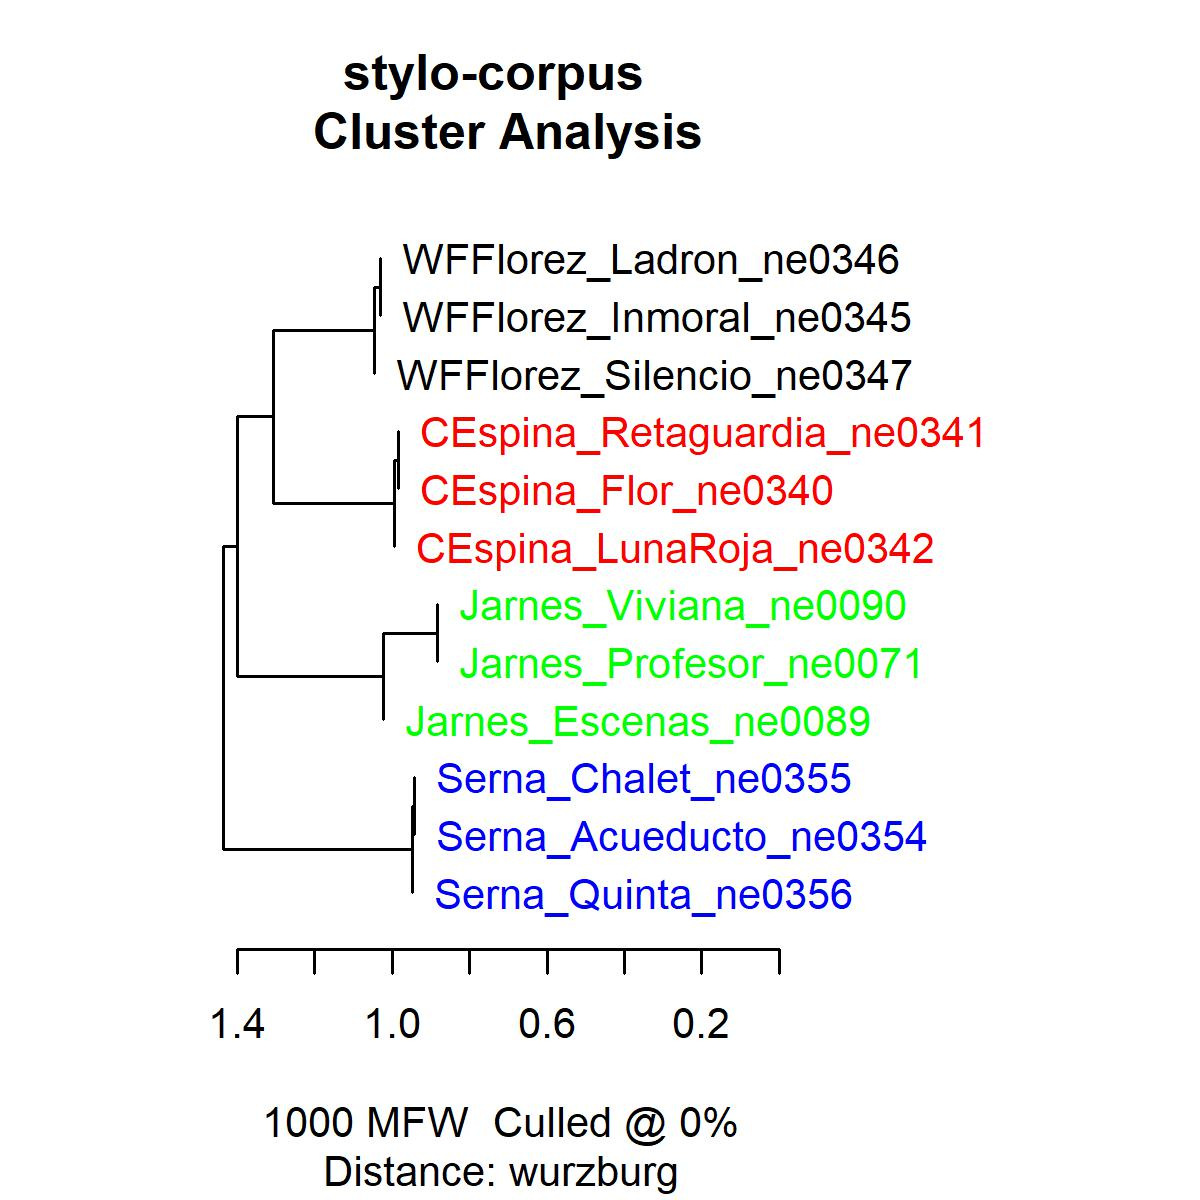 stylo-corpus
Cluster Analysis
WFFlorez_Ladron_ne0346
WFFlorez_Inmoral_ne0345
WFFlorez_Silencio_ne0347
CEspina_Retaguardia_ne0341
CEspina_Flor_ne0340
CEspina_LunaRoja_ne0342
Jarnes_Viviana_ne0090
Jarnes_Profesor_ne0071
Jarnes_Escenas_ne0089
Serna_Chalet_ne0355
Serna_Acueducto_ne0354
Serna_Quinta_ne0356
1.4 1.0 0.6 0.2
1000 MFW  Culled @ 0%
Distance: wurzburg